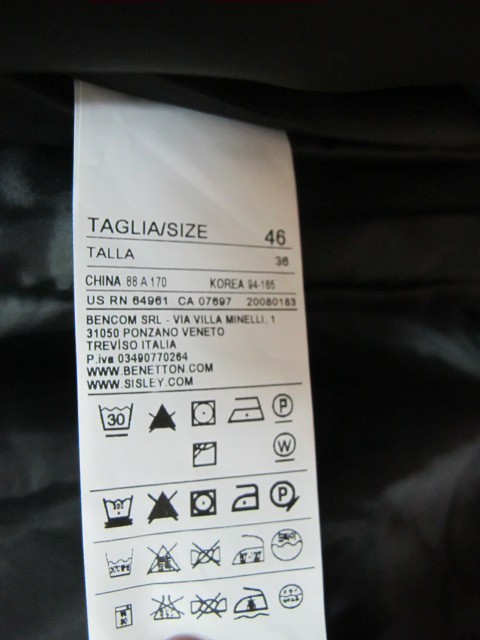 TAGLIA/SIZE 46
TALLA 36
CHINA 88 A 170 KOREA 94-165
US RN 64961 CA 07697 20080183
BENCOM SRL - VIA VILLA MINELLI, 1
31050 PONZANO VENETO
TREVISO ITALIA
P.iva 03490770264
WWW.BENETTON.COM
WWW.SISLEY.COM
30 P
W
P